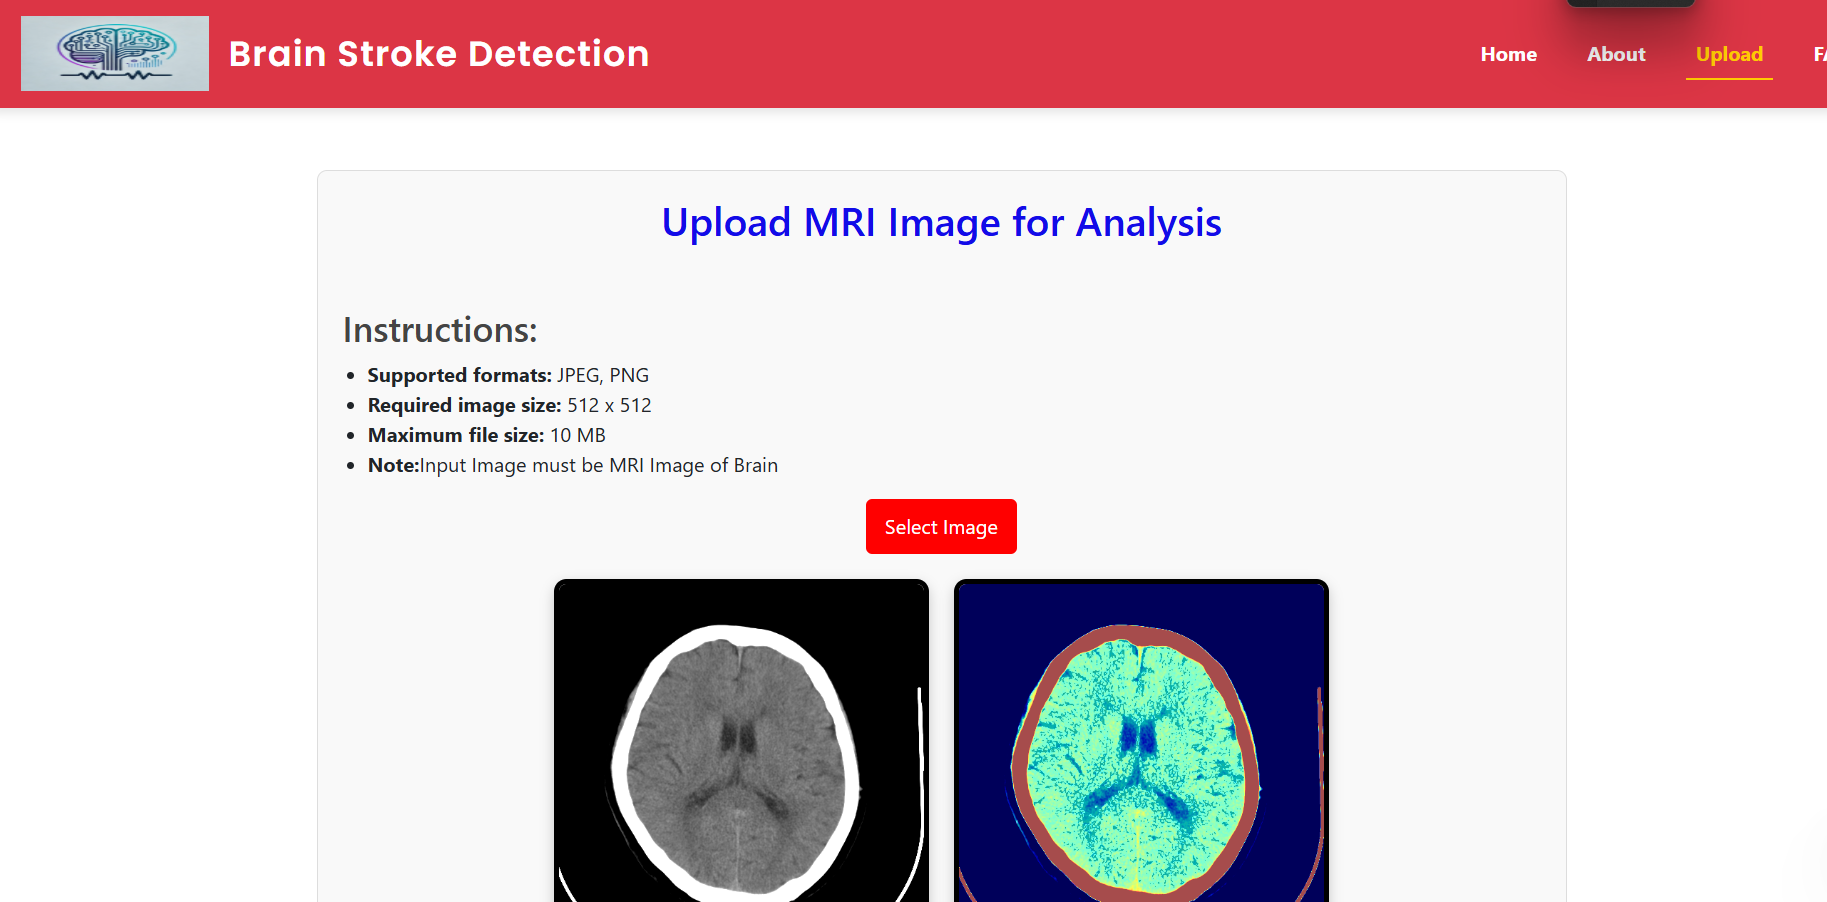 Brain Stroke Detection
Home About Upload FA
Upload MRI Image for Analysis
Instructions:
Supported formats: JPEG, PNG
Required image size: 512 x 512
Maximum file size: 10 MB
Note:Input Image must be MRI Image of Brain
Select Image